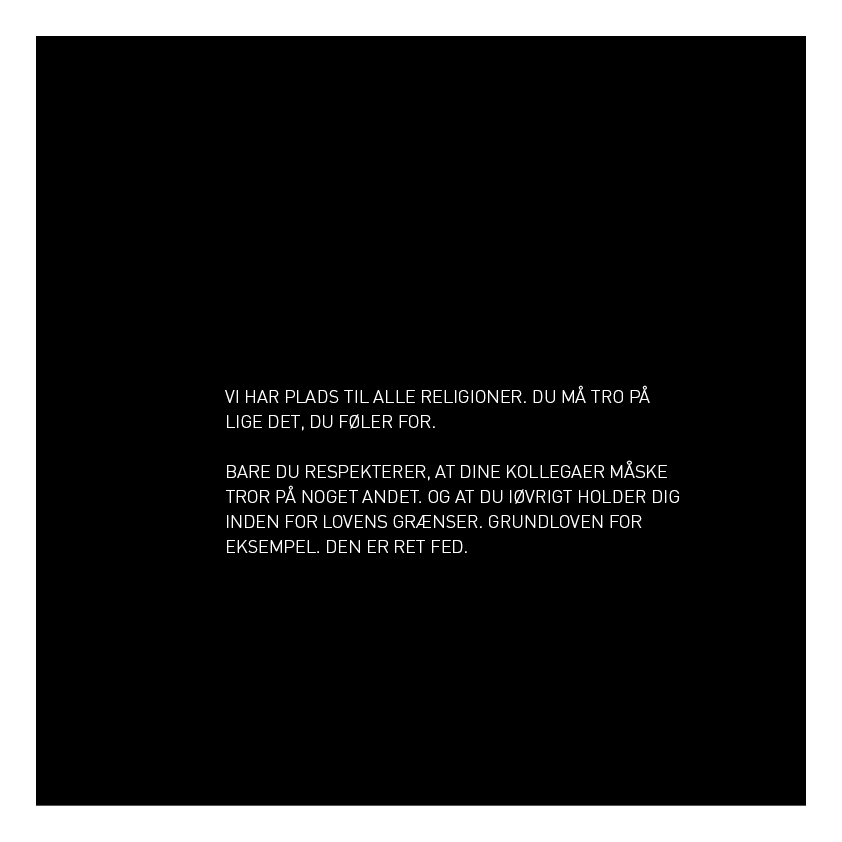 VI HAR PLADS TIL ALLE RELIGIONER. DU MÅ TRO PÅ
LIGE DET, DU FØLER FOR.
BARE DU RESPEKTERER, AT DINE KOLLEGAER MÅSKE
TROR PÅ NOGET ANDET. OG AT DU IØVRIGT HOLDER DIG
INDEN FOR LOVENS GRÆNSER. GRUNDLOVEN FOR
EKSEMPEL. DEN ER RET FED.